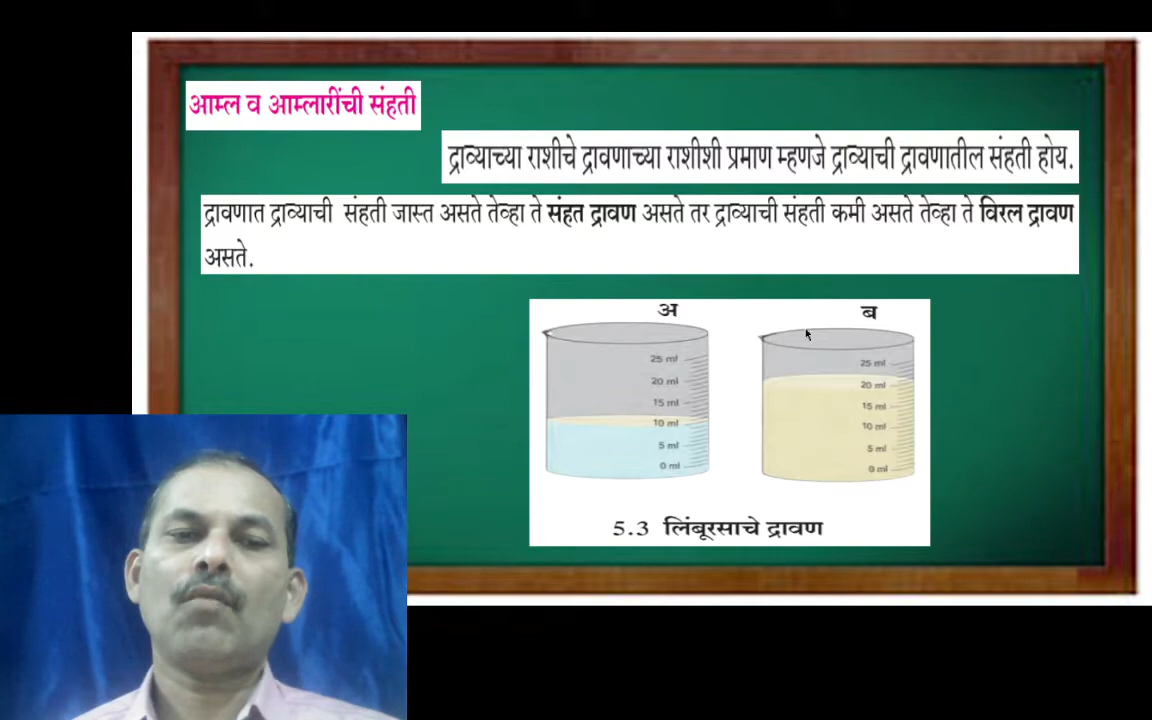 आम्ल व आम्लारींची संहती
द्राव्याच्या राशीचे द्रावणाच्या राशीशी प्रमाण म्हणजे द्राव्याची द्रावणातील संहती होय.
द्रावणात द्राव्याची संहती जास्त असते तेव्हा ते संहत द्रावण असते तर द्राव्याची संहती कमी असते तेव्हा ते विरल द्रावण
असते.
अ
25 ml
20 ml
15 ml
10 ml
5 ml
0 ml
ब
25 ml
20 ml
15 ml
10 ml
5 ml
0 ml
5.3 लिंबूरसाचे द्रावण